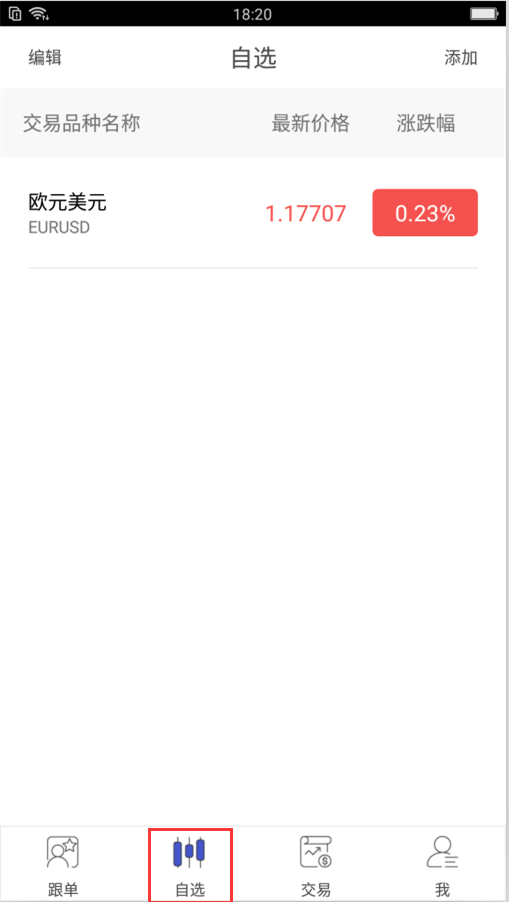 18:20
编辑 自选 添加
交易品种名称 最新价格 涨跌幅
欧元美元
EURUSD
1.17707 0.23%
跟单 自选 交易 我